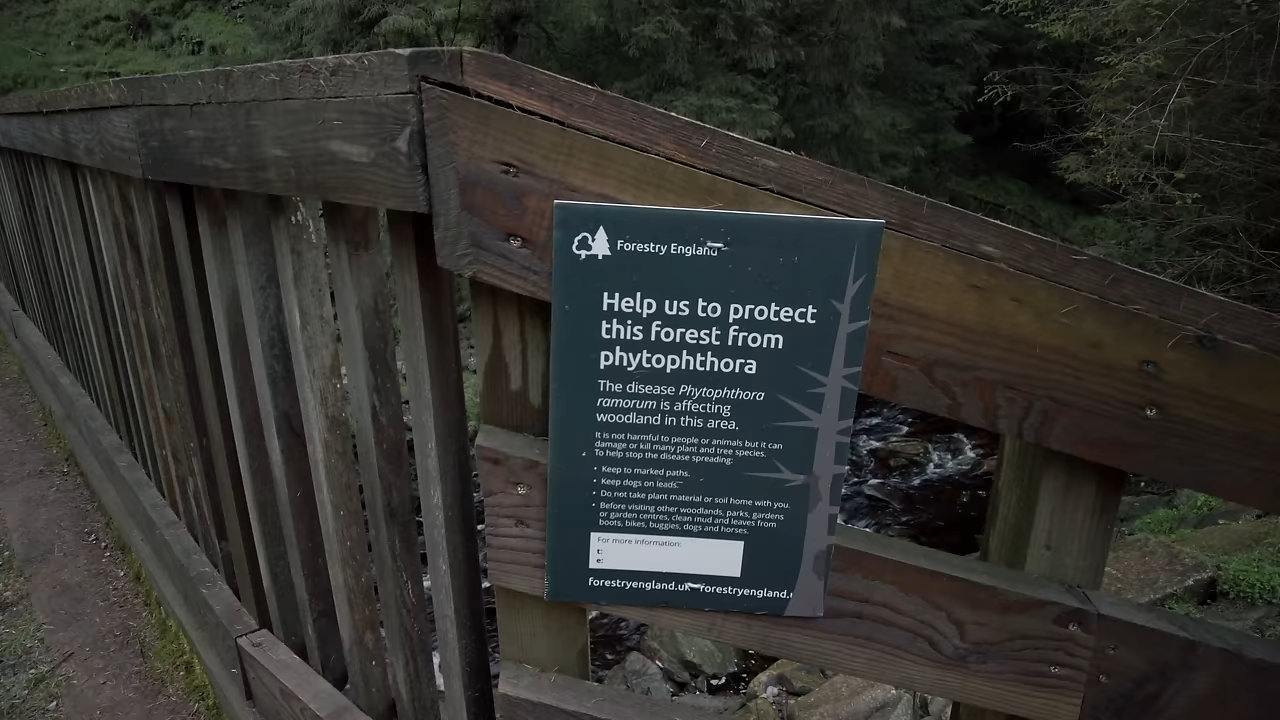 Forestry England
Help us to protect
this forest from
phytophthora
The disease Phytophthora
ramorum is affecting
woodland in this area.
It is not harmful to people or animals but it can
damage or kill many plant and tree species.
To help stop the disease spreading:
• Keep to marked paths.
• Keep dogs on leads.
• Do not take plant material or soil home with you.
• Before visiting other woodlands, parks, gardens
or garden centres, clean mud and leaves from
boots, bikes, buggies, dogs and horses.
For more information:
t:
e:
forestryengland.uk